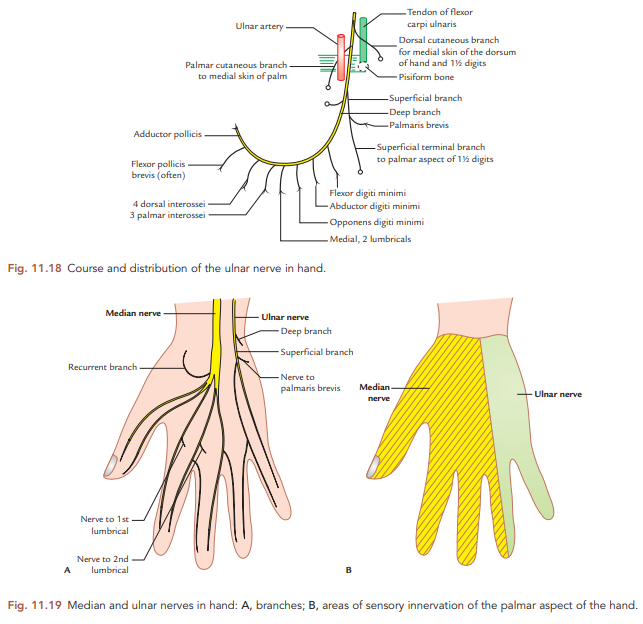 Ulnar artery
Tendon of flexor
carpi ulnaris
Dorsal cutaneous branch
for medial skin of the dorsum
of hand and 1½ digits
Palmar cutaneous branch
to medial skin of palm
Pisiform bone
Superficial branch
Deep branch
Palmaris brevis
Adductor pollicis
Superficial terminal branch
to palmar aspect of 1½ digits
Flexor pollicis
brevis (often)
4 dorsal interossei
3 palmar interossei
Flexor digiti minimi
Abductor digiti minimi
Opponens digiti minimi
Medial, 2 lumbricals
Fig. 11.18 Course and distribution of the ulnar nerve in hand.
Median nerve
Ulnar nerve
Deep branch
Superficial branch
Recurrent branch
Nerve to
palmaris brevis
Nerve to 1st
lumbrical
Nerve to 2nd
lumbrical
A
Median
nerve
Ulnar nerve
B
Fig. 11.19 Median and ulnar nerves in hand: A, branches; B, areas of sensory innervation of the palmar aspect of the hand.